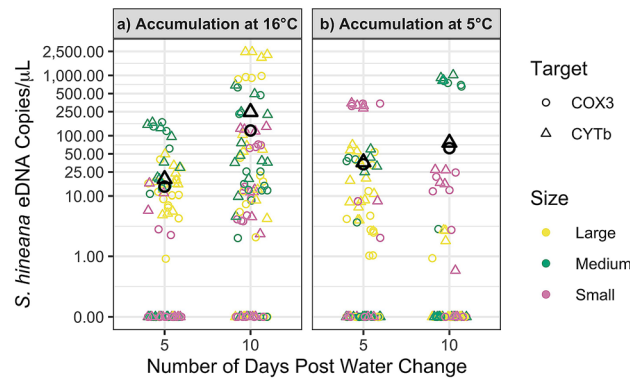 a) Accumulation at 16°C
b) Accumulation at 5°C
S. hineana eDNA Copies/μL
2,500.00
1,000.00
500.00
250.00
100.00
50.00
25.00
10.00
1.00
0.00
5
10
5
10
Number of Days Post Water Change
Target
COX3
CYTb
Size
Large
Medium
Small